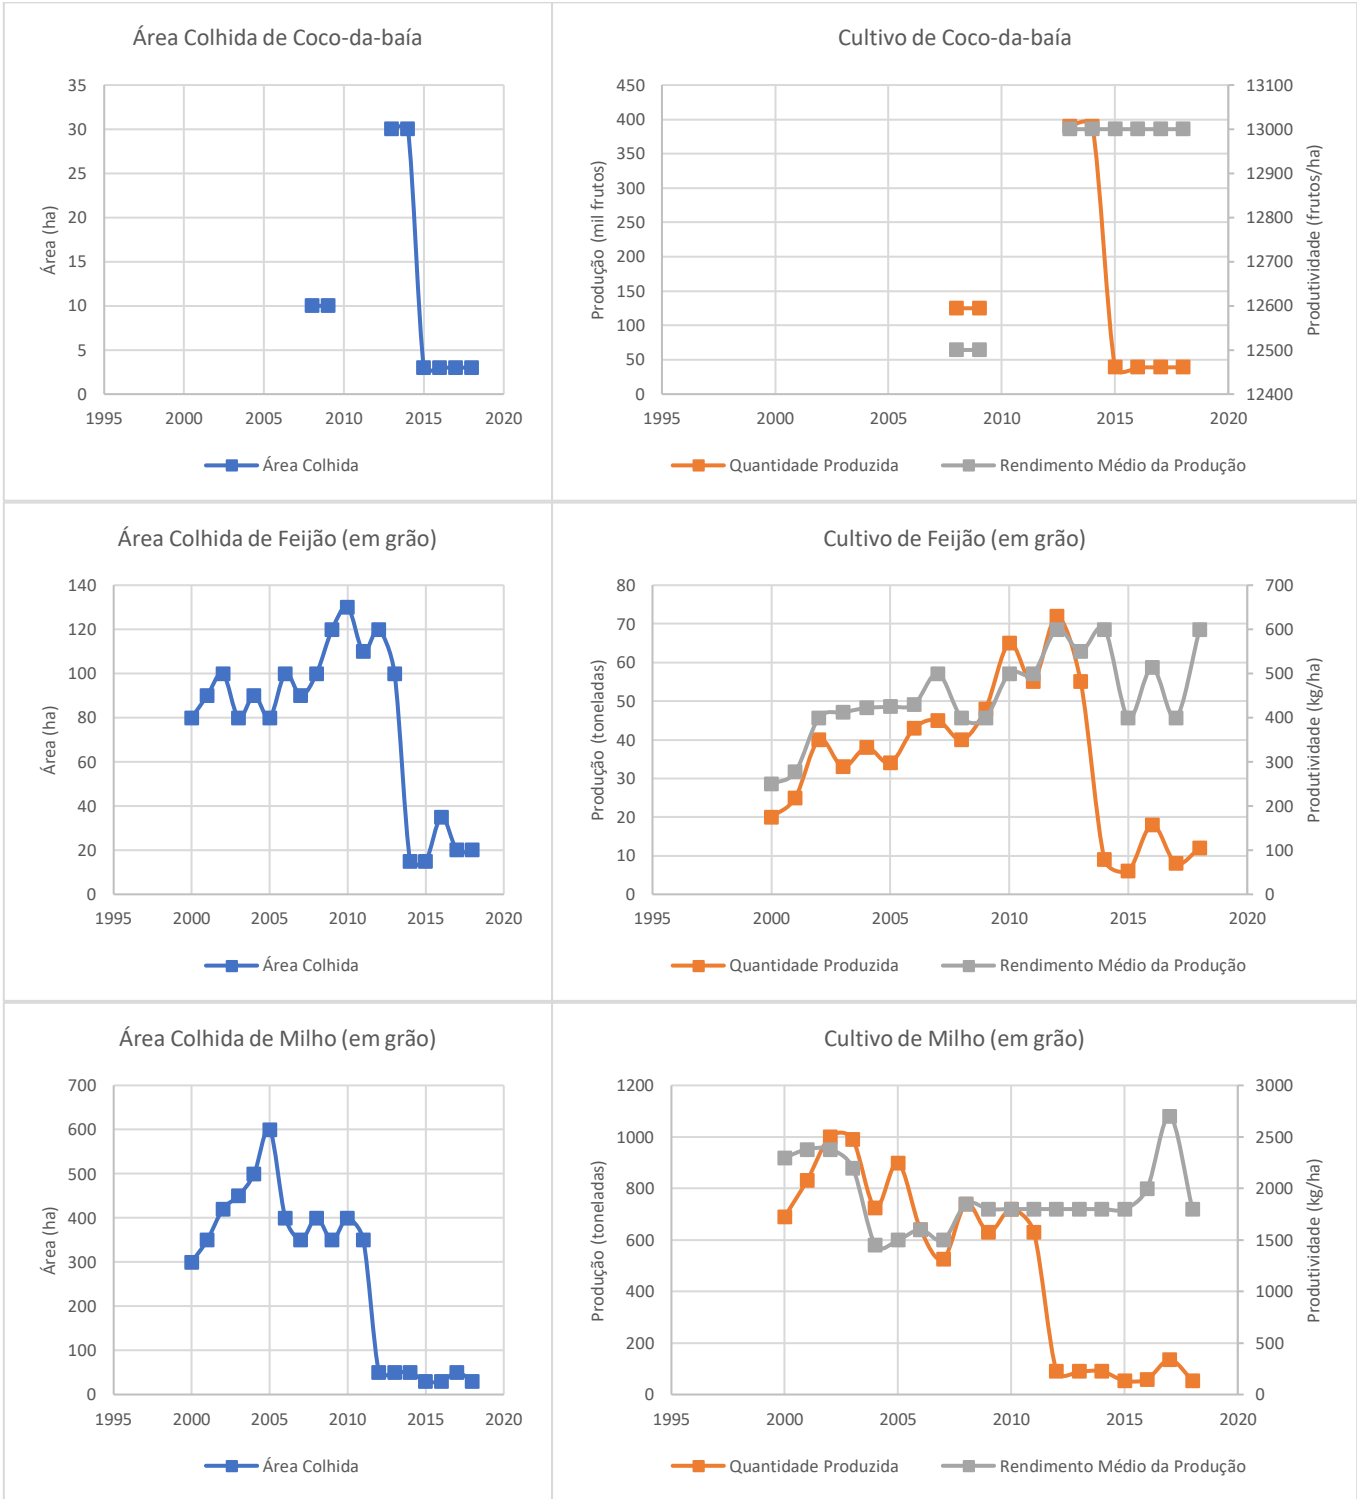 Área Colhida de Coco-da-baía
35
30
25
20
15
10
5
0
Área (ha)
1995 2000 2005 2010 2015 2020
Área Colhida
Cultivo de Coco-da-baía
450
400
350
300
250
200
150
100
50
0
Produção (mil frutos)
13100
13000
12900
12800
12700
12600
12500
12400
Produtividade (frutos/ha)
1995 2000 2005 2010 2015 2020
Quantidade Produzida Rendimento Médio da Produção
Área Colhida de Feijão (em grão)
140
120
100
80
60
40
20
0
Área (ha)
1995 2000 2005 2010 2015 2020
Área Colhida
Cultivo de Feijão (em grão)
80
70
60
50
40
30
20
10
0
Produção (toneladas)
700
600
500
400
300
200
100
0
Produtividade (kg/ha)
1995 2000 2005 2010 2015 2020
Quantidade Produzida Rendimento Médio da Produção
Área Colhida de Milho (em grão)
700
600
500
400
300
200
100
0
Área (ha)
1995 2000 2005 2010 2015 2020
Área Colhida
Cultivo de Milho (em grão)
1200
1000
800
600
400
200
0
Produção (toneladas)
3000
2500
2000
1500
1000
500
0
Produtividade (kg/ha)
1995 2000 2005 2010 2015 2020
Quantidade Produzida Rendimento Médio da Produção